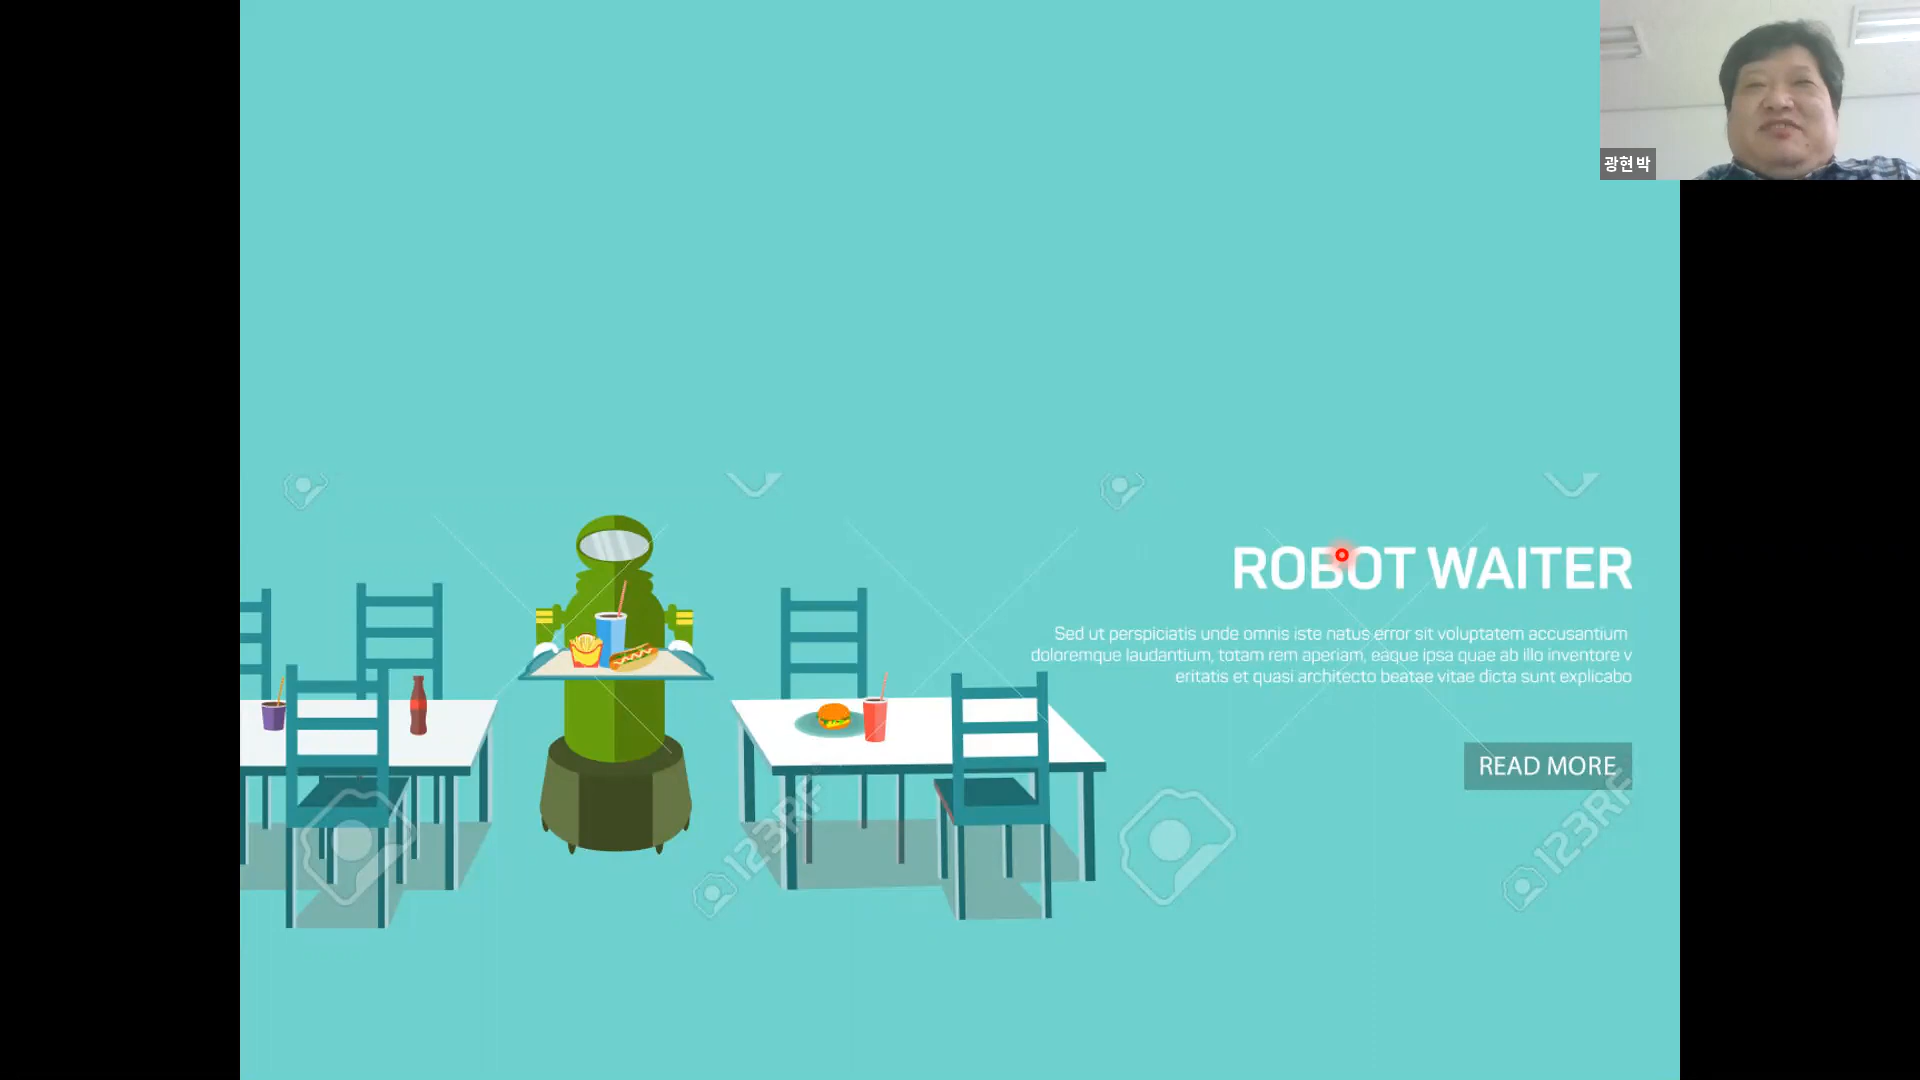 광현 박
ROBOT WAITER
Sed ut perspiciatis unde omnis iste natus error sit voluptatem accusantium
doloremque laudantium, totam rem aperiam, eaque ipsa quae ab illo inventore v
eritatis et quasi architecto beatae vitae dicta sunt explicabo
READ MORE
123RF
123RF